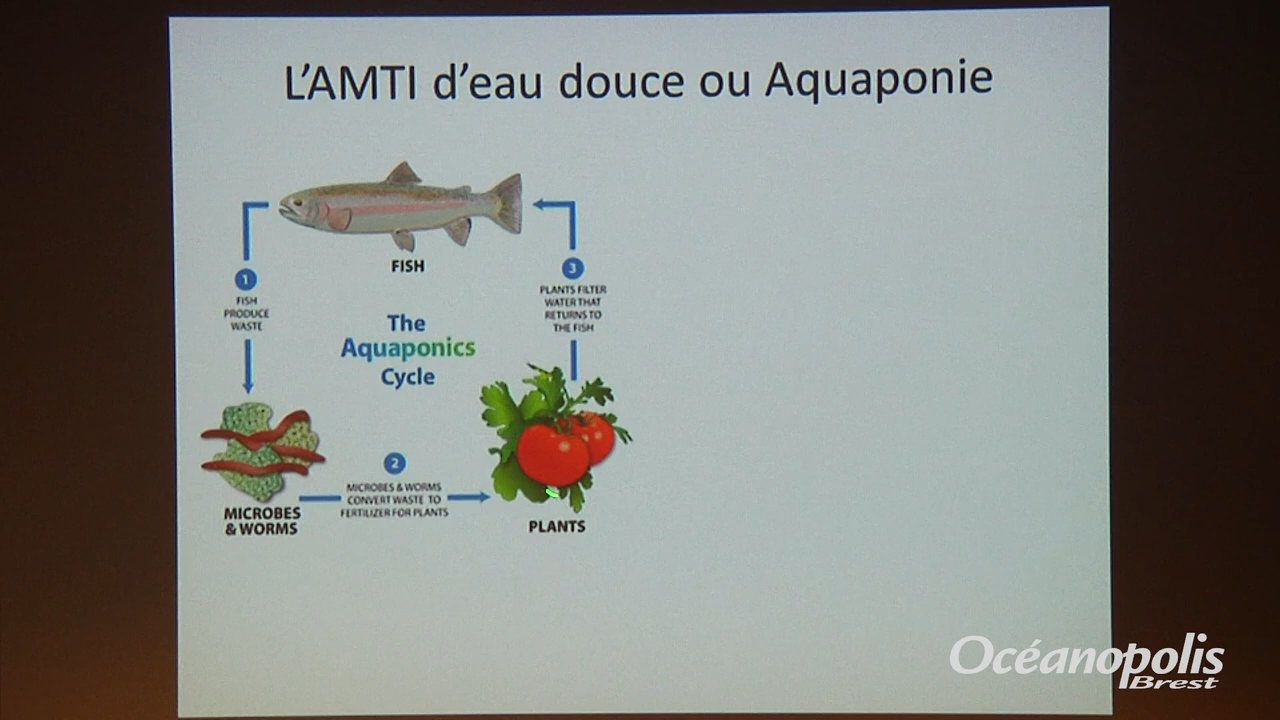 L'AMTI d'eau douce ou Aquaponie
FISH
1
FISH
PRODUCE
WASTE
3
PLANTS FILTER
WATER THAT
RETURNS TO
THE FISH
The
Aquaponics
Cycle
2
MICROBES & WORMS
CONVERT WASTE TO
FERTILIZER FOR PLANTS
MICROBES
& WORMS
PLANTS
Océanopolis
Brest